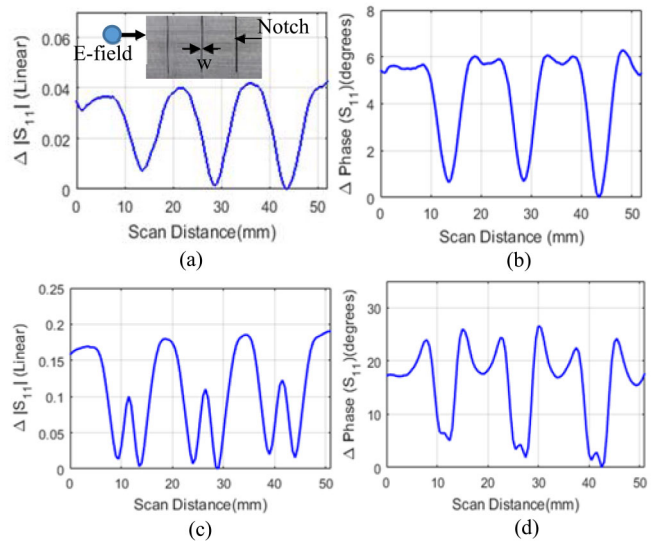 (a)
Notch
E-field
w
Δ |S11| (Linear)
0.06
0.04
0.02
0
0 10 20 30 40 50
Scan Distance(mm)
(a)
(b)
Δ Phase (S11)(degrees)
8
6
4
2
0
0 10 20 30 40 50
Scan Distance (mm)
(b)
(c)
Δ |S11| (Linear)
0.25
0.2
0.15
0.1
0.05
0
0 10 20 30 40 50
Scan Distance(mm)
(c)
(d)
Δ Phase (S11)(degrees)
30
20
10
0
0 10 20 30 40 50
Scan Distance(mm)
(d)